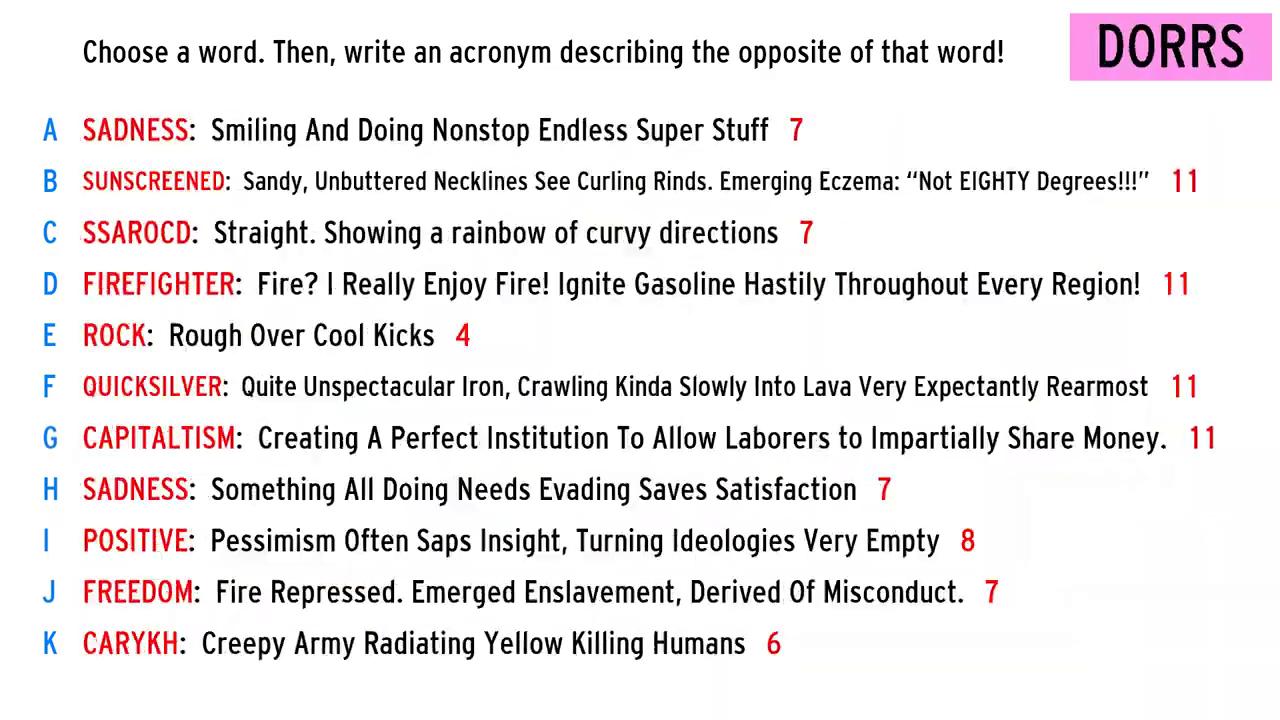 Choose a word. Then, write an acronym describing the opposite of that word!
DORRS
A SADNESS: Smiling And Doing Nonstop Endless Super Stuff 7
B SUNSCREENED: Sandy, Unbuttered Necklines See Curling Rinds. Emerging Eczema: “Not EIGHTY Degrees!!!” 11
C SSAROCD: Straight. Showing a rainbow of curvy directions 7
D FIREFIGHTER: Fire? I Really Enjoy Fire! Ignite Gasoline Hastily Throughout Every Region! 11
E ROCK: Rough Over Cool Kicks 4
F QUICKSILVER: Quite Unspectacular Iron, Crawling Kinda Slowly Into Lava Very Expectantly Rearmost 11
G CAPITALTISM: Creating A Perfect Institution To Allow Laborers to Impartially Share Money. 11
H SADNESS: Something All Doing Needs Evading Saves Satisfaction 7
I POSITIVE: Pessimism Often Saps Insight, Turning Ideologies Very Empty 8
J FREEDOM: Fire Repressed. Emerged Enslavement, Derived Of Misconduct. 7
K CARYKH: Creepy Army Radiating Yellow Killing Humans 6